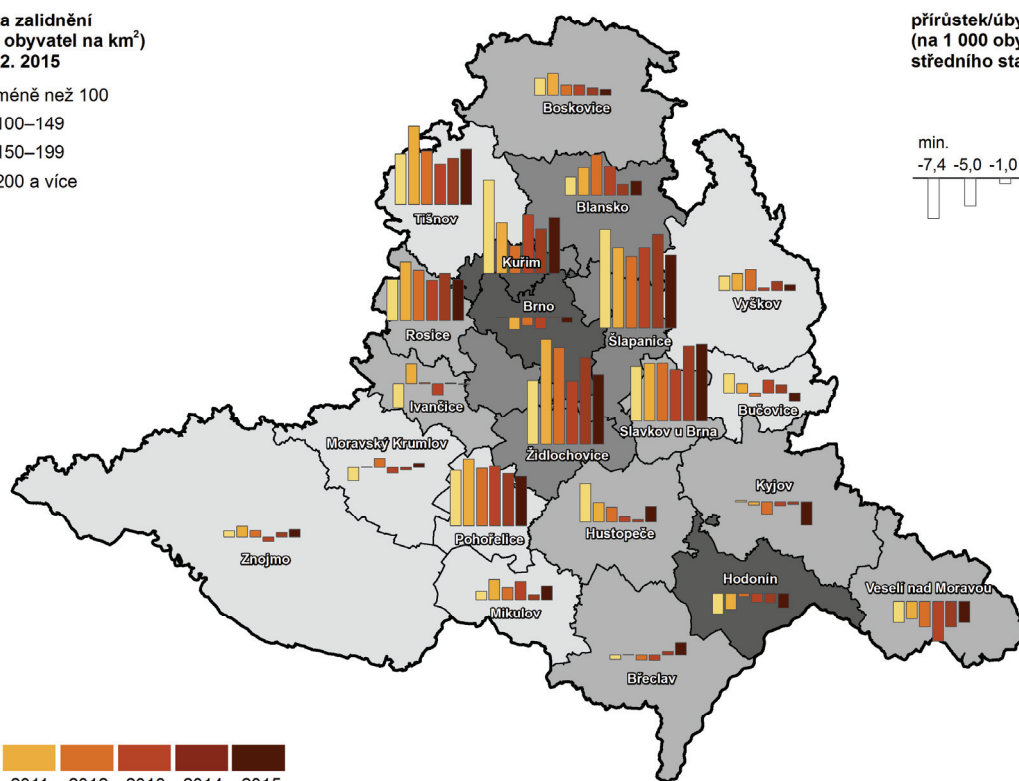 a zalidnění
obyvatel na km²)
2. 2015
méně než 100
100–149
150–199
200 a více
přírůstek/úby
(na 1 000 oby
středního sta
min.
-7,4 -5,0 -1,0
Boskovice
Tišnov
Blansko
Kuřim
Brno
Vyškov
Rosice
Šlapanice
Ivančice
Bučovice
Slavkov u Brna
Moravský Krumlov
Židlochovice
Kyjov
Znojmo
Pohořelice
Hustopeče
Hodonín
Veselí nad Moravou
Mikulov
Břeclav